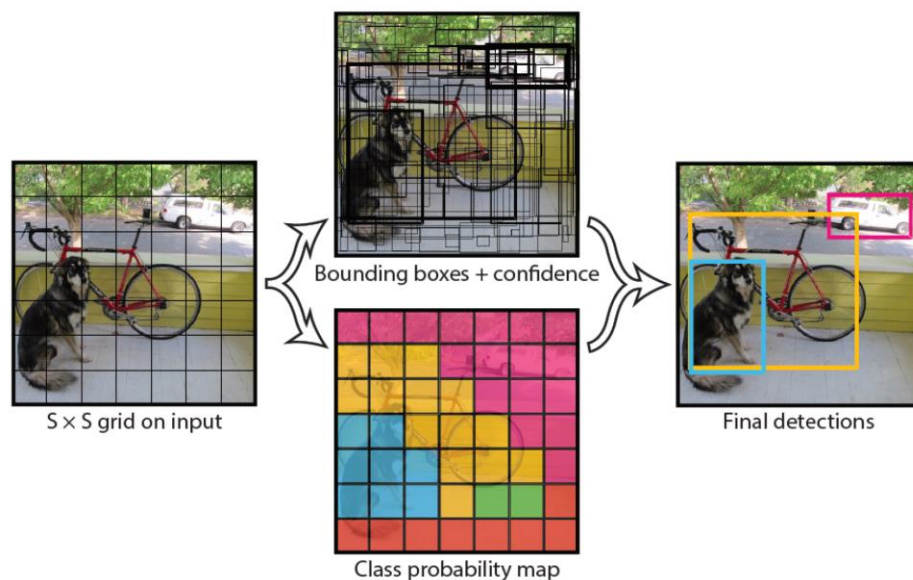 Bounding boxes + confidence
S × S grid on input
Final detections
Class probability map